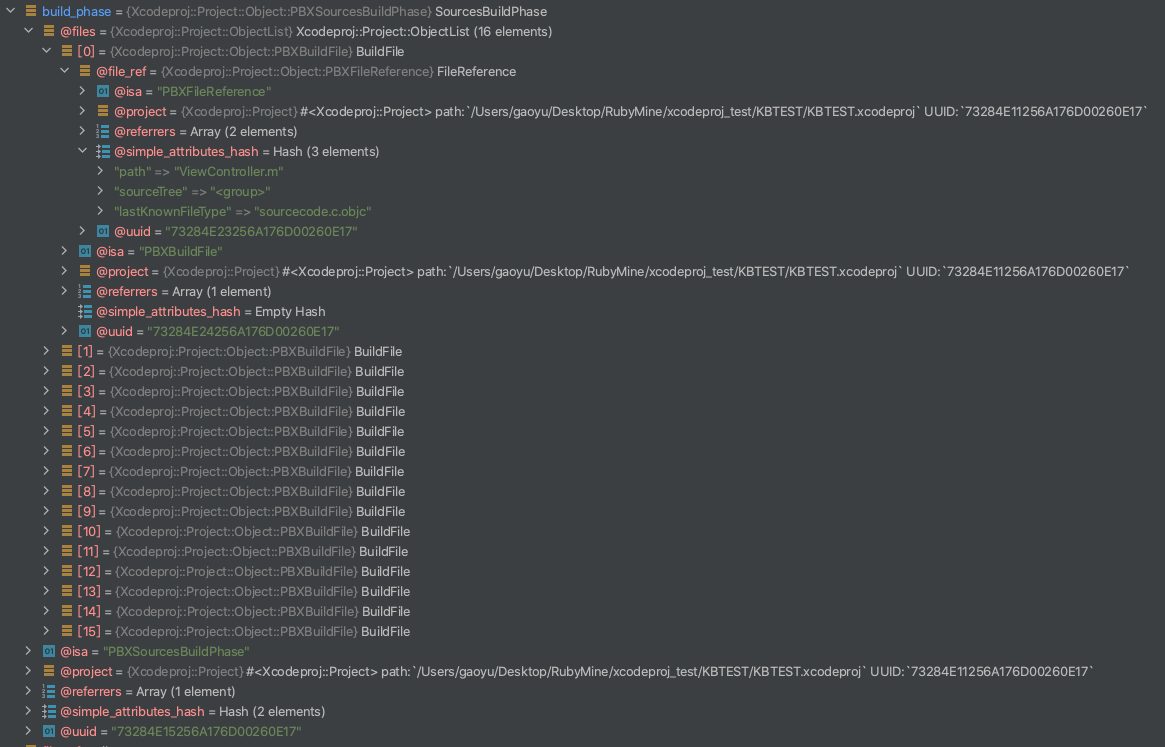 build_phase = {Xcodeproj::Project::Object::PBXSourcesBuildPhase} SourcesBuildPhase
@files = {Xcodeproj::Project::ObjectList} Xcodeproj::Project::ObjectList (16 elements)
[0] = {Xcodeproj::Project::Object::PBXBuildFile} BuildFile
@file_ref = {Xcodeproj::Project::Object::PBXFileReference} FileReference
@isa = "PBXFileReference"
@project = {Xcodeproj::Project} #<Xcodeproj::Project> path:`/Users/gaoyu/Desktop/RubyMine/xcodeproj_test/KBTEST/KBTEST.xcodeproj` UUID:`73284E11256A176D00260E17`
@referrers = Array (2 elements)
@simple_attributes_hash = Hash (3 elements)
"path" => "ViewController.m"
"sourceTree" => "<group>"
"lastKnownFileType" => "sourcecode.c.objc"
@uuid = "73284E23256A176D00260E17"
@isa = "PBXBuildFile"
@project = {Xcodeproj::Project} #<Xcodeproj::Project> path:`/Users/gaoyu/Desktop/RubyMine/xcodeproj_test/KBTEST/KBTEST.xcodeproj` UUID:`73284E11256A176D00260E17`
@referrers = Array (1 element)
@simple_attributes_hash = Empty Hash
@uuid = "73284E24256A176D00260E17"
[1] = {Xcodeproj::Project::Object::PBXBuildFile} BuildFile
[2] = {Xcodeproj::Project::Object::PBXBuildFile} BuildFile
[3] = {Xcodeproj::Project::Object::PBXBuildFile} BuildFile
[4] = {Xcodeproj::Project::Object::PBXBuildFile} BuildFile
[5] = {Xcodeproj::Project::Object::PBXBuildFile} BuildFile
[6] = {Xcodeproj::Project::Object::PBXBuildFile} BuildFile
[7] = {Xcodeproj::Project::Object::PBXBuildFile} BuildFile
[8] = {Xcodeproj::Project::Object::PBXBuildFile} BuildFile
[9] = {Xcodeproj::Project::Object::PBXBuildFile} BuildFile
[10] = {Xcodeproj::Project::Object::PBXBuildFile} BuildFile
[11] = {Xcodeproj::Project::Object::PBXBuildFile} BuildFile
[12] = {Xcodeproj::Project::Object::PBXBuildFile} BuildFile
[13] = {Xcodeproj::Project::Object::PBXBuildFile} BuildFile
[14] = {Xcodeproj::Project::Object::PBXBuildFile} BuildFile
[15] = {Xcodeproj::Project::Object::PBXBuildFile} BuildFile
@isa = "PBXSourcesBuildPhase"
@project = {Xcodeproj::Project} #<Xcodeproj::Project> path:`/Users/gaoyu/Desktop/RubyMine/xcodeproj_test/KBTEST/KBTEST.xcodeproj` UUID:`73284E11256A176D00260E17`
@referrers = Array (1 element)
@simple_attributes_hash = Hash (2 elements)
@uuid = "73284E15256A176D00260E17"